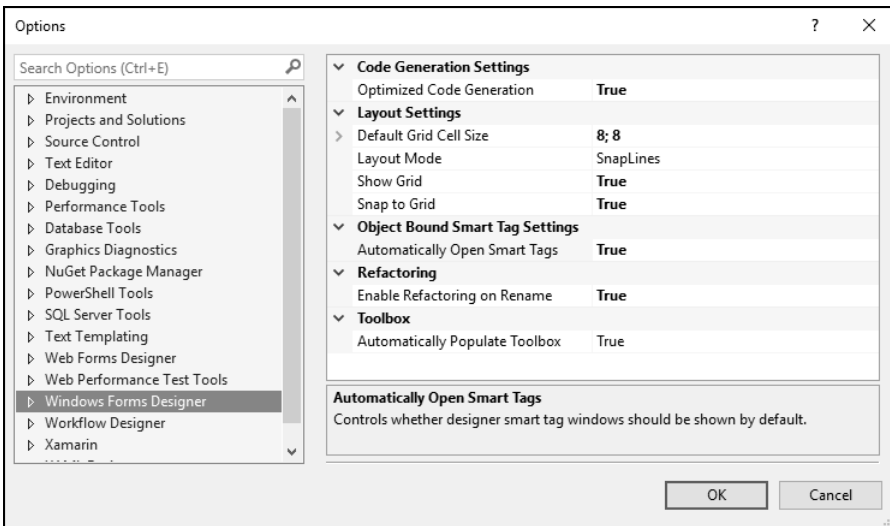 Options
Search Options (Ctrl+E)
Environment
Projects and Solutions
Source Control
Text Editor
Debugging
Performance Tools
Database Tools
Graphics Diagnostics
NuGet Package Manager
PowerShell Tools
SQL Server Tools
Text Templating
Web Forms Designer
Web Performance Test Tools
Windows Forms Designer
Workflow Designer
Xamarin
Code Generation Settings
Optimized Code Generation True
Layout Settings
Default Grid Cell Size 8; 8
Layout Mode SnapLines
Show Grid True
Snap to Grid True
Object Bound Smart Tag Settings
Automatically Open Smart Tags True
Refactoring
Enable Refactoring on Rename True
Toolbox
Automatically Populate Toolbox True
Automatically Open Smart Tags
Controls whether designer smart tag windows should be shown by default.
OK Cancel